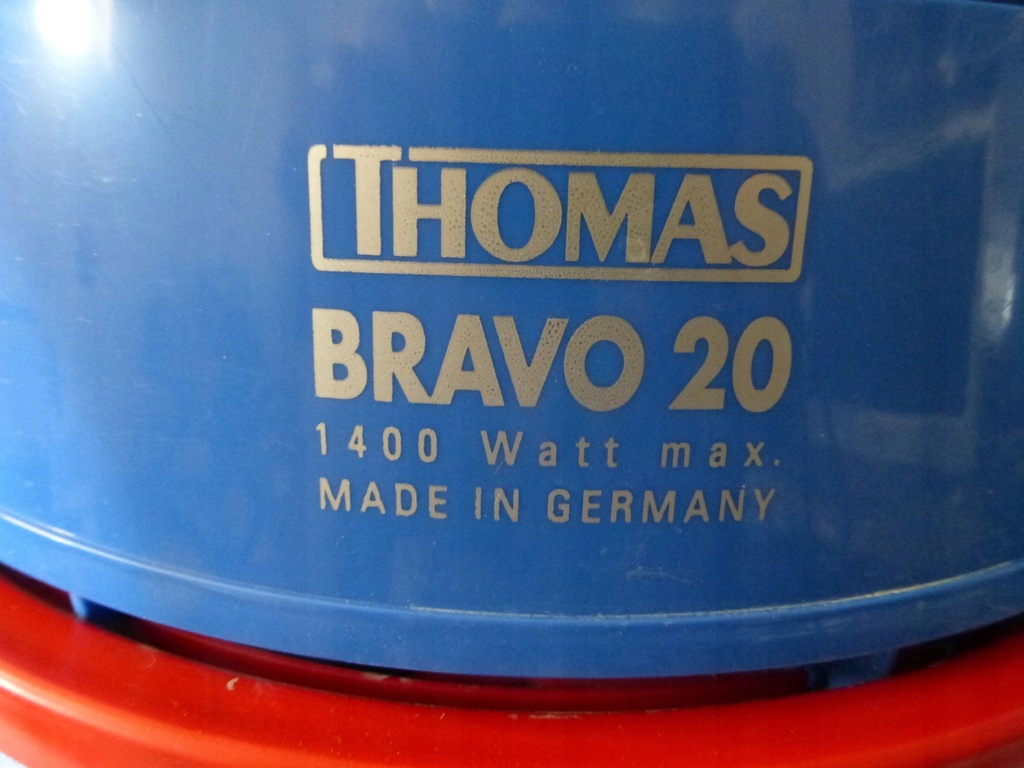 THOMAS
BRAVO 20
1400 Watt max.
MADE IN GERMANY